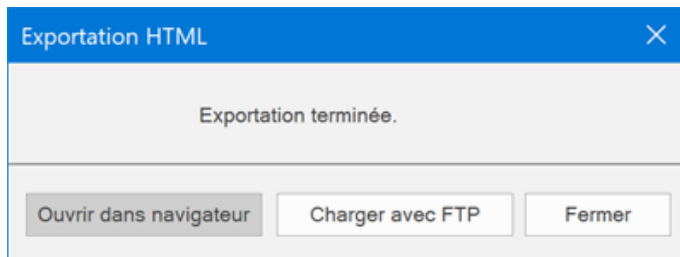 Exportation HTML
Exportation terminée.
Ouvrir dans navigateur Charger avec FTP Fermer